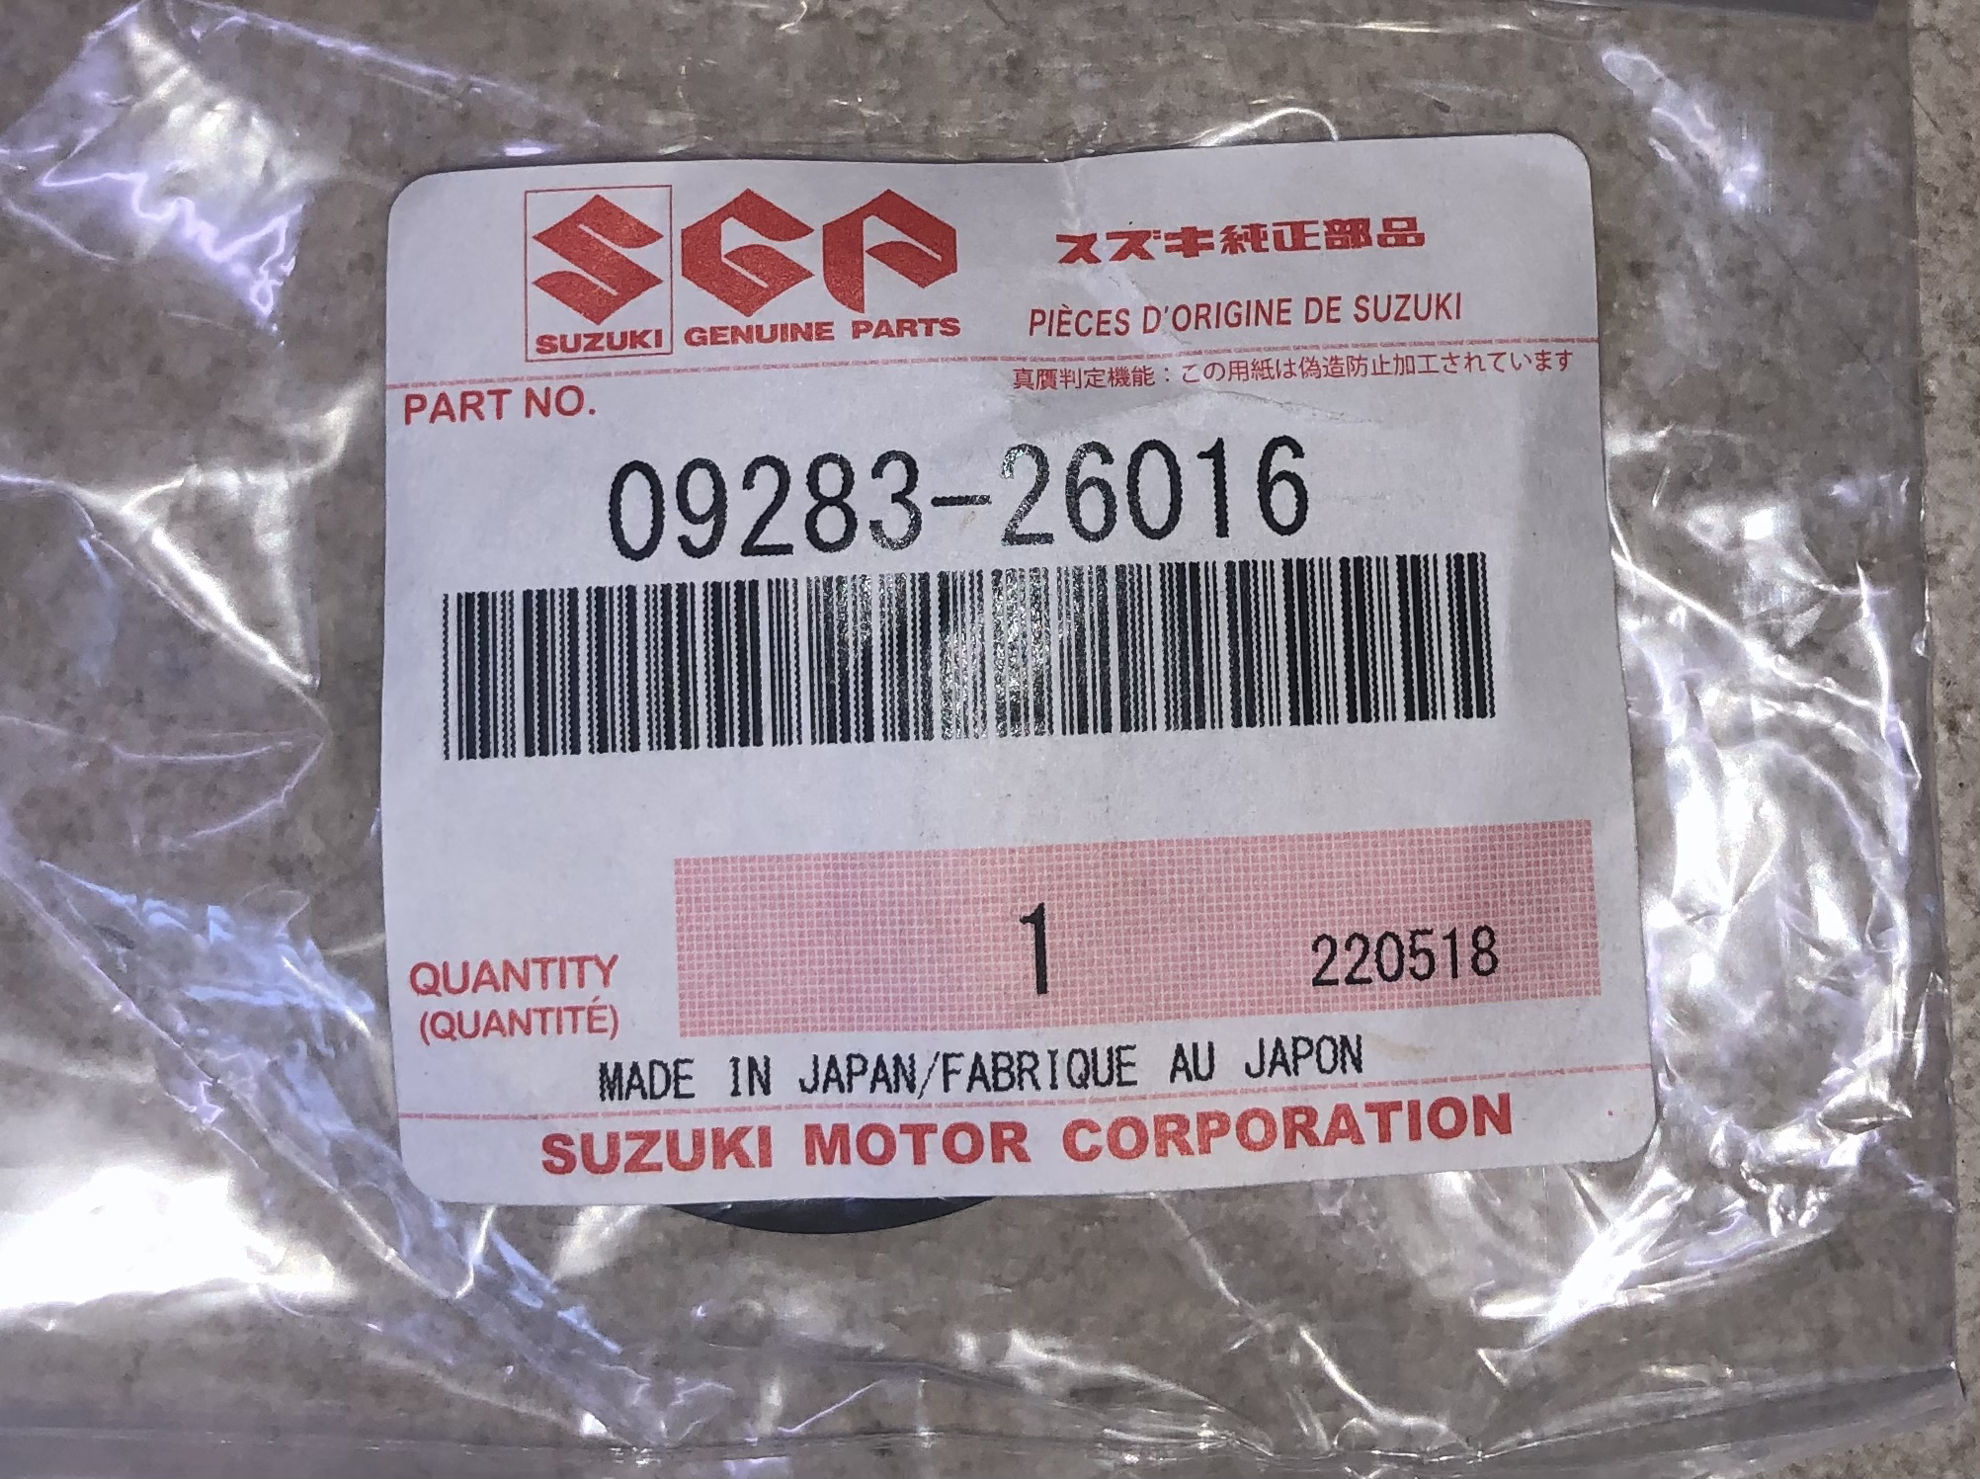 SGP
スズキ純正部品
SUZUKI GENUINE PARTS
PIÈCES D'ORIGINE DE SUZUKI
真贋判定機能：この用紙は偽造防止加工されています
PART NO.
09283-26016
QUANTITY
(QUANTITÉ)
1
220518
MADE IN JAPAN/FABRIQUE AU JAPON
SUZUKI MOTOR CORPORATION